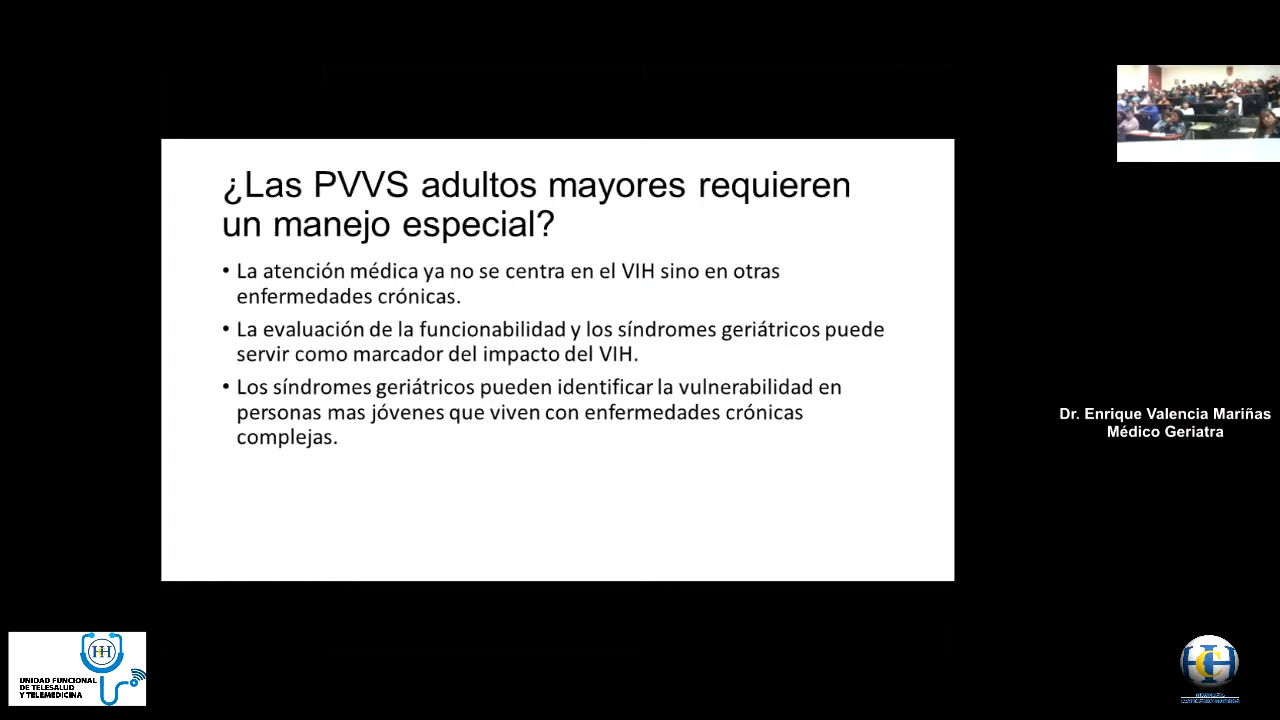 ¿Las PVVS adultos mayores requieren
un manejo especial?
• La atención médica ya no se centra en el VIH sino en otras
enfermedades crónicas.
• La evaluación de la funcionabilidad y los síndromes geriátricos puede
servir como marcador del impacto del VIH.
• Los síndromes geriátricos pueden identificar la vulnerabilidad en
personas mas jóvenes que viven con enfermedades crónicas
complejas.
Dr. Enrique Valencia Mariñas
Médico Geriatra
HH
UNIDAD FUNCIONAL
DE TELESALUD
Y TELEMEDICINA